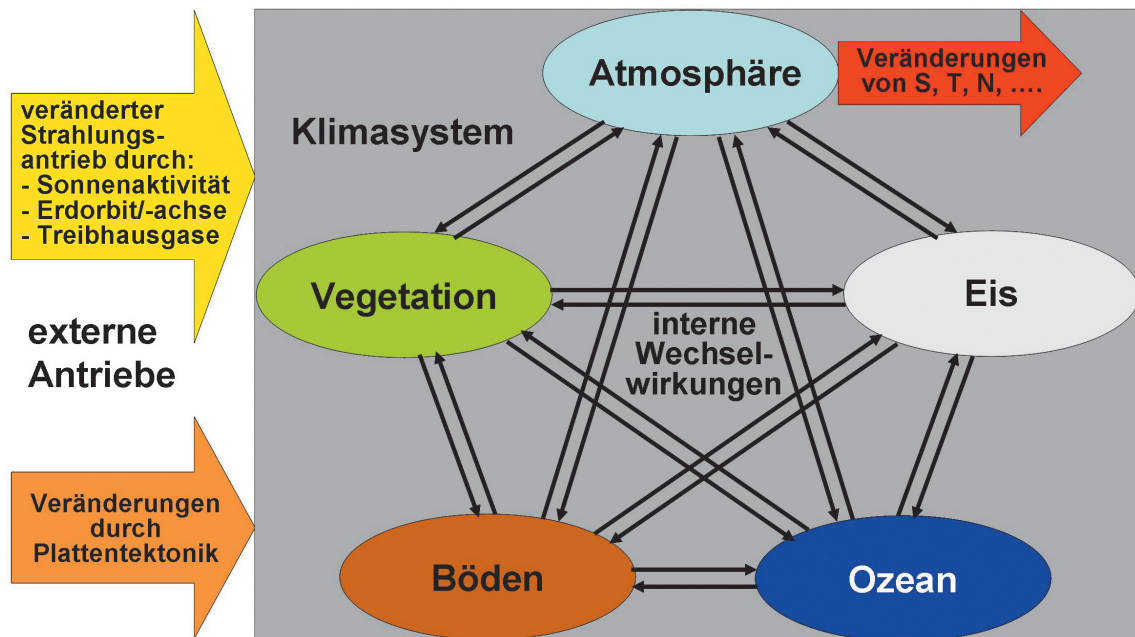 Atmosphäre
Veränderungen
von S, T, N, ....
veränderter
Strahlungs-
antrieb durch:
- Sonnenaktivität
- Erdorbit/-achse
- Treibhausgase
Klimasystem
Vegetation
Eis
externe
Antriebe
interne
Wechsel-
wirkungen
Veränderungen
durch
Plattentektonik
Böden
Ozean